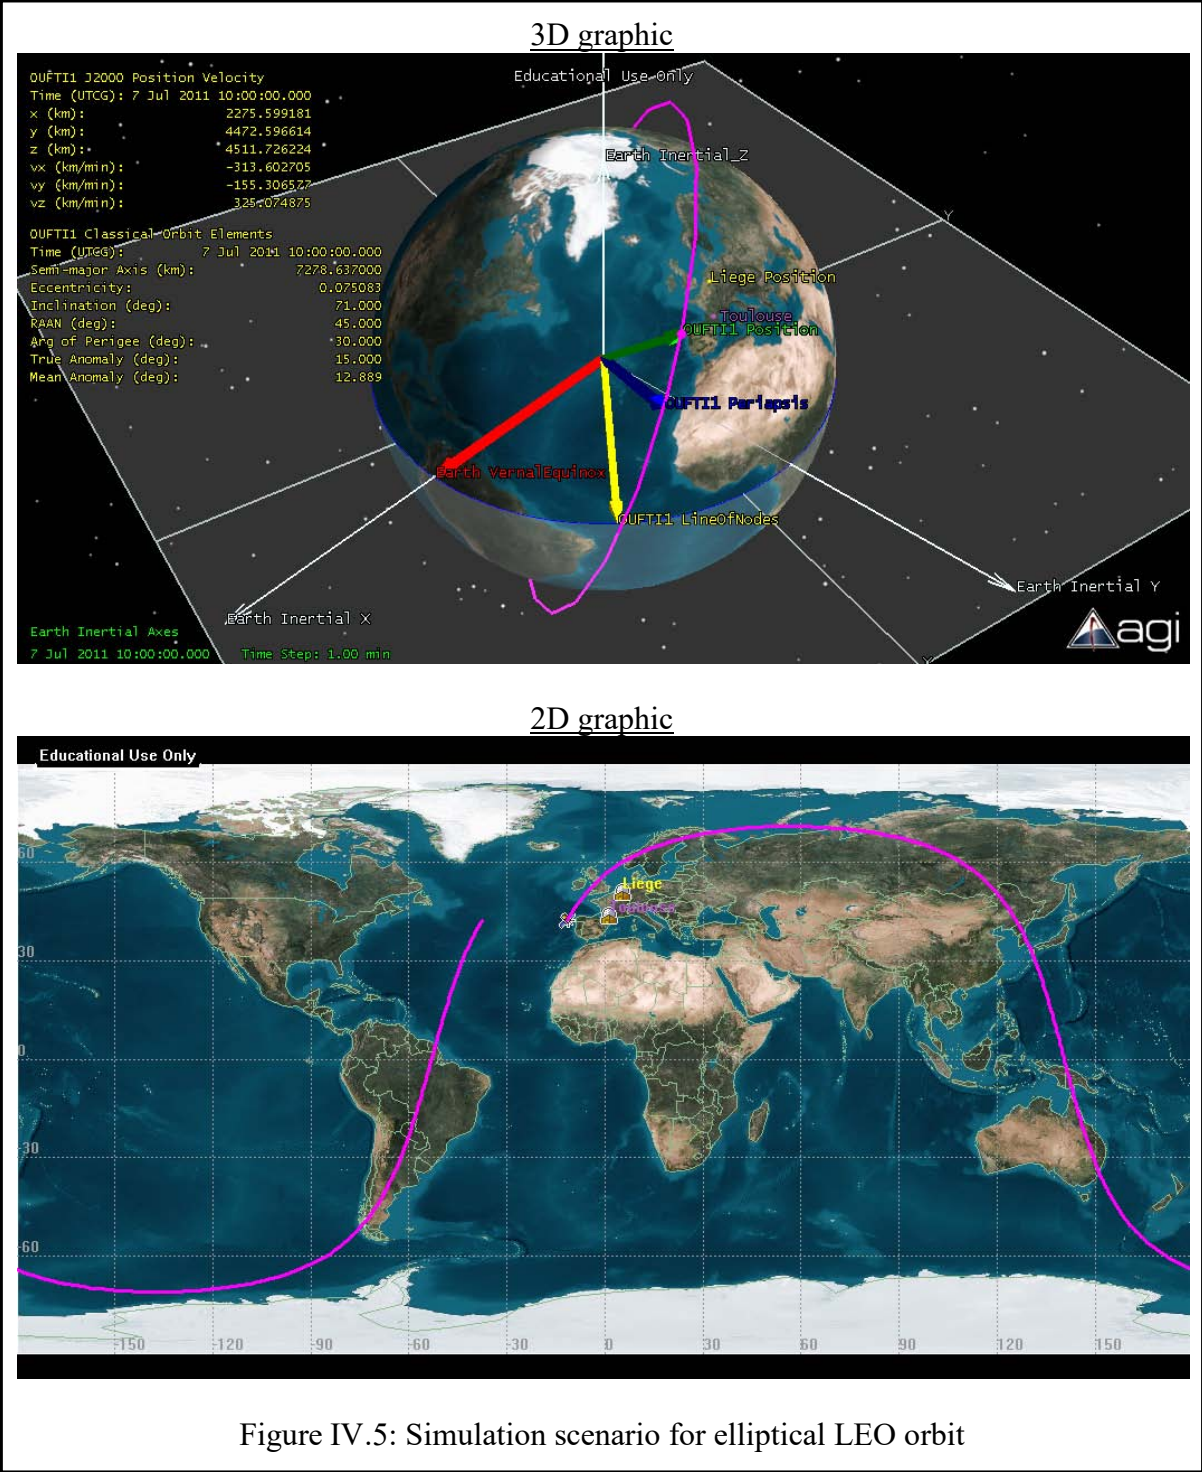 3D graphic
Educational Use Only
OUFTI1 J2000 Position Velocity
Time (UTCG): 7 Jul 2011 10:00:00.000
x (km): 2275.599181
y (km): 4472.596614
z (km): 4511.726224
vx (km/min): -313.602705
vy (km/min): -155.306577
vz (km/min): 325.074875
OUFTI1 Classical Orbit Elements
Time (UTCG): 7 Jul 2011 10:00:00.000
Semi-major Axis (km): 7278.637000
Eccentricity: 0.075083
Inclination (deg): 71.000
RAAN (deg): 45.000
Arg of Perigee (deg): 30.000
True Anomaly (deg): 15.000
Mean Anomaly (deg): 12.889
Earth Inertial_Z
Y
Liege Position
Toulouse
OUFTI1 Position
OUFTI1 Periapsis
Earth VernalEquinox
OUFTI1 LineOfNodes
Earth Inertial Y
Earth Inertial X
agi
Earth Inertial Axes
7 Jul 2011 10:00:00.000 Time Step: 1.00 min
2D graphic
Educational Use Only
60
Liege
30
0
-30
-60
-150 -120 -90 -60 -30 0 30 60 90 120 150
Figure IV.5: Simulation scenario for elliptical LEO orbit